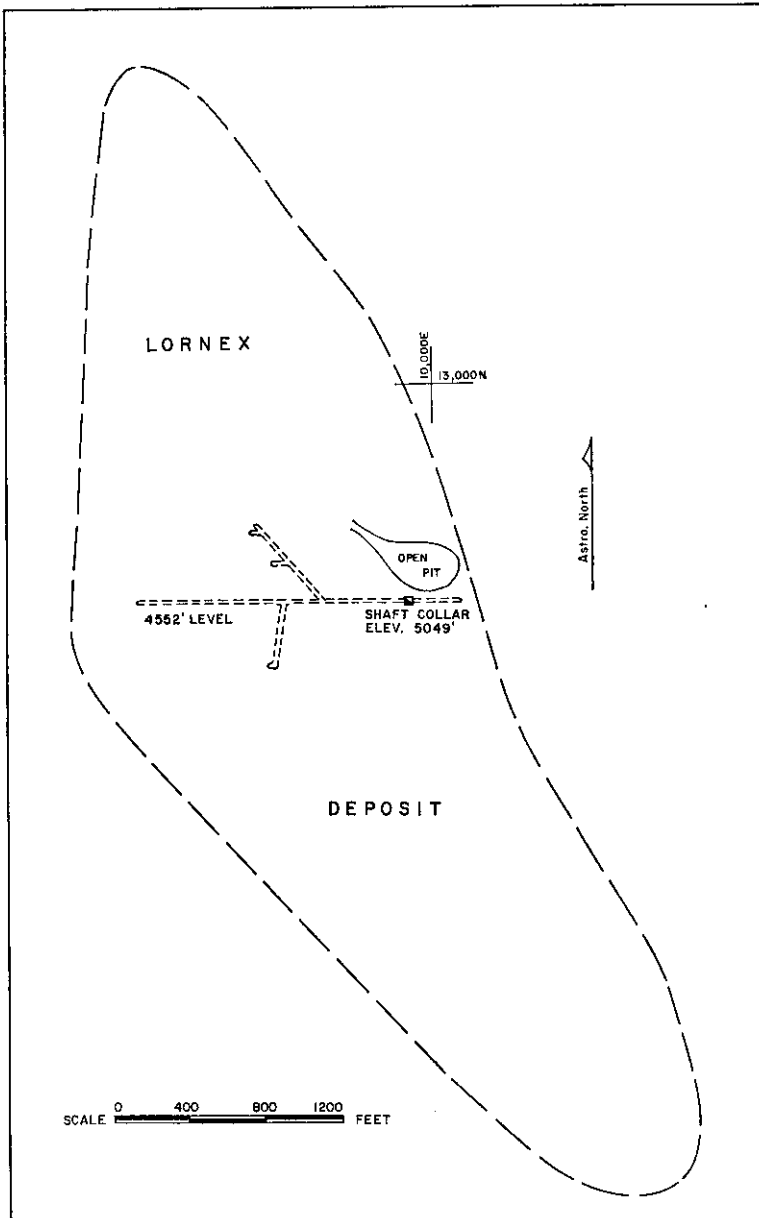 LORNEX
10,000E
13,000N
Astro. North
OPEN
PIT
4552' LEVEL
SHAFT COLLAR
ELEV. 5049'
DEPOSIT
0 400 800 1200
SCALE FEET